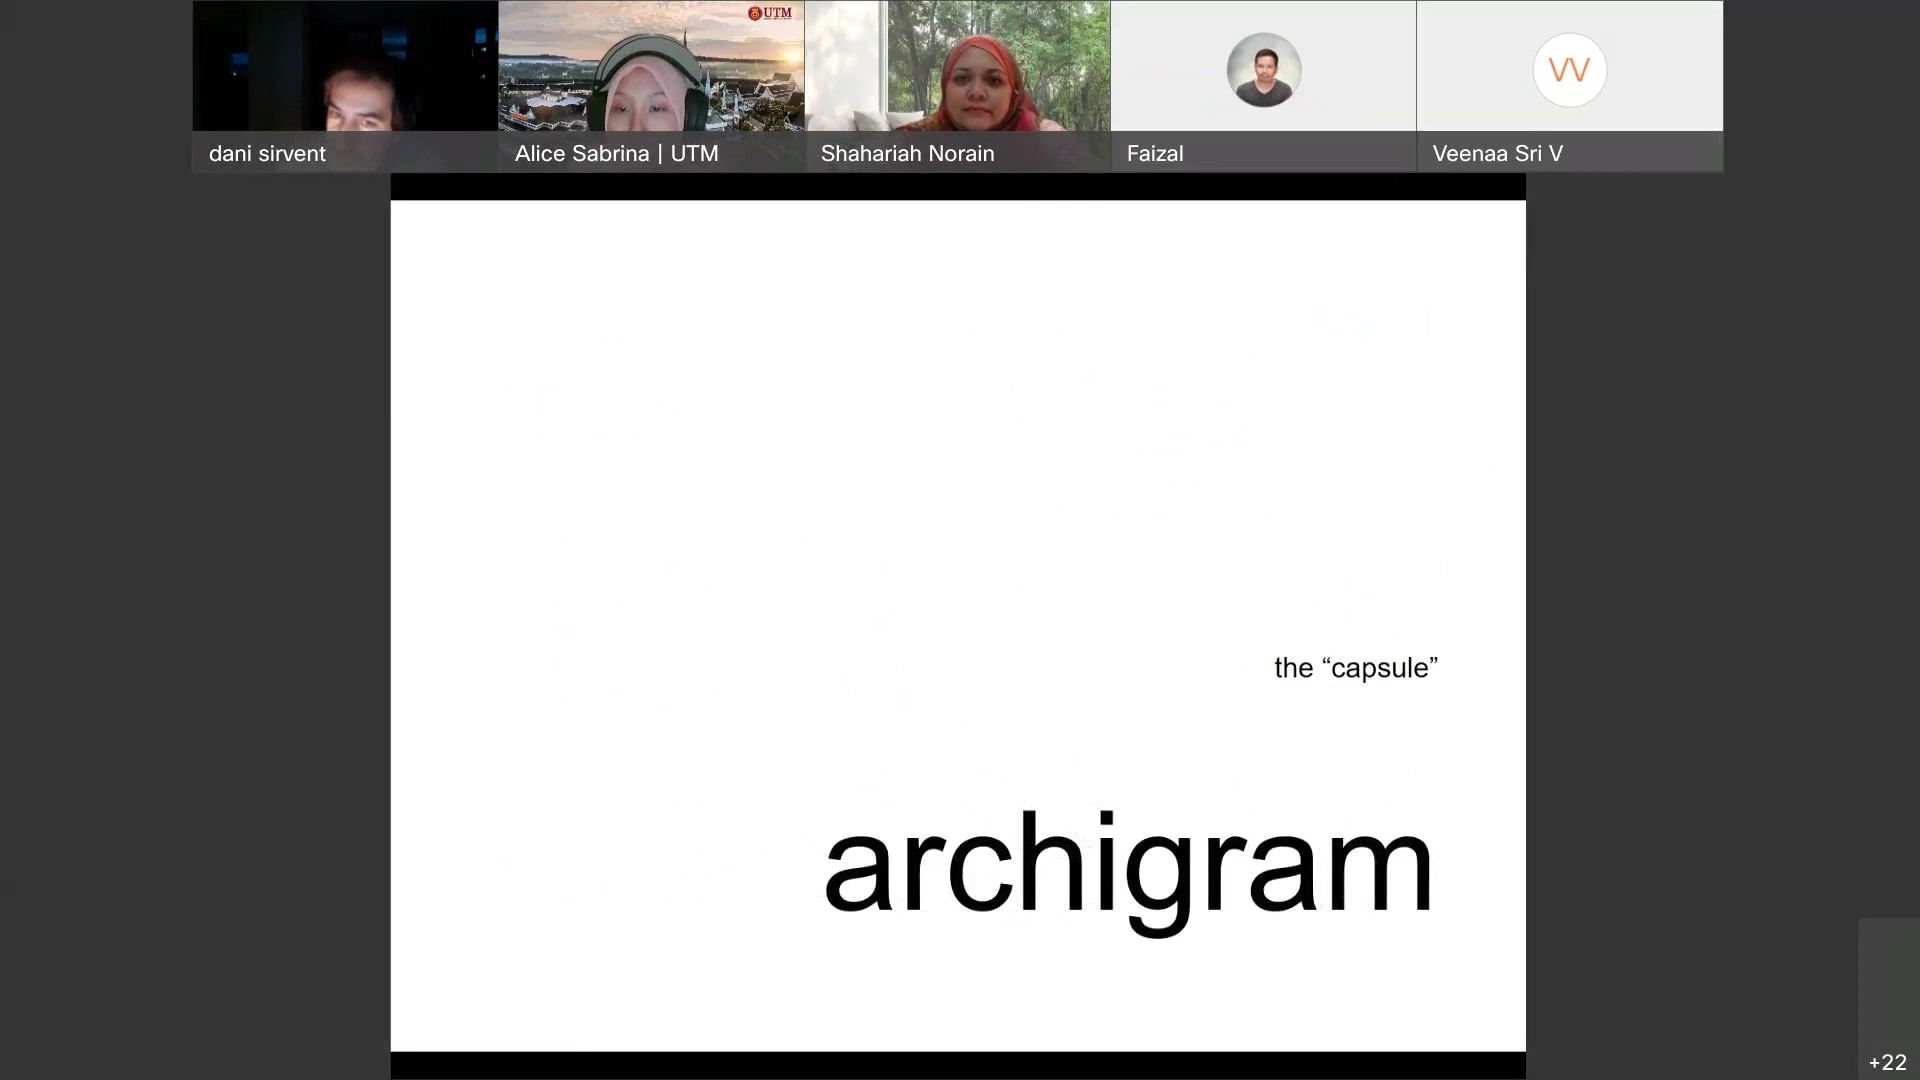 UTM
dani sirvent
Alice Sabrina | UTM
Shahariah Norain
Faizal
VV
Veenaa Sri V
the “capsule”
archigram
+22